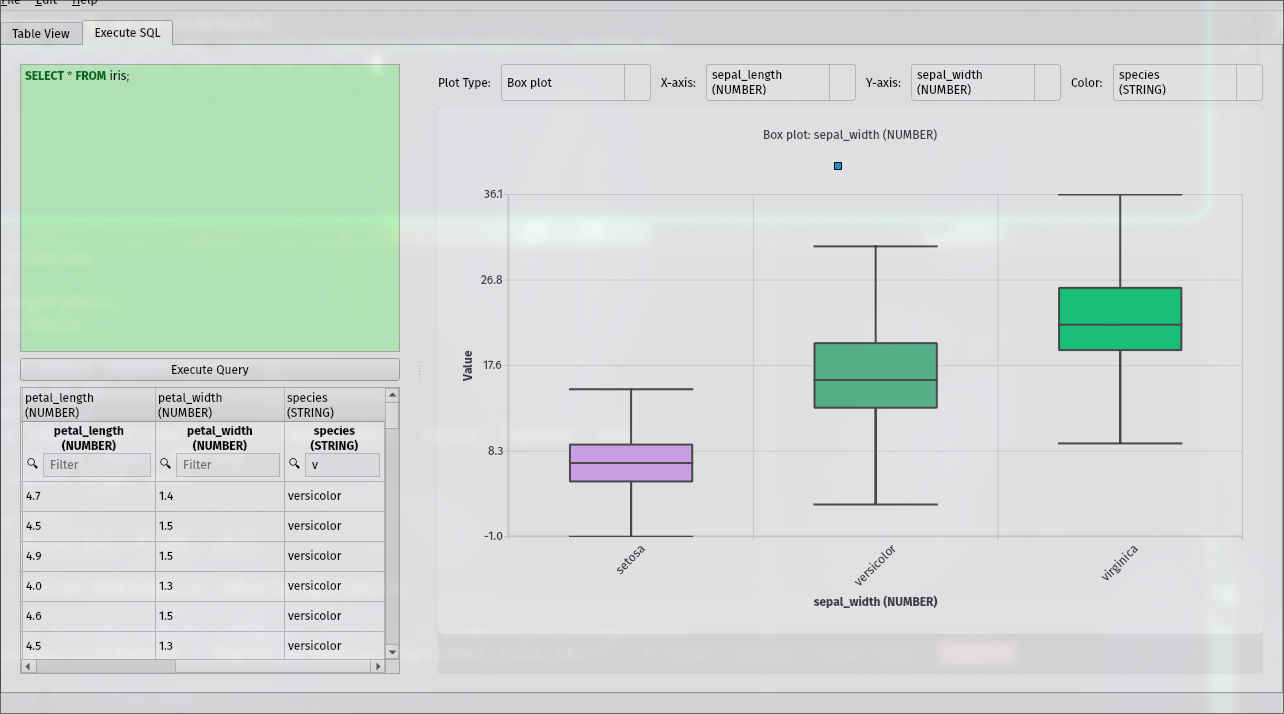 File Edit Help
Table View Execute SQL
SELECT * FROM iris;
Execute Query
petal_length (NUMBER) petal_width (NUMBER) species (STRING)
petal_length (NUMBER) petal_width (NUMBER) species (STRING)
Filter Filter v
4.7 1.4 versicolor
4.5 1.5 versicolor
4.9 1.5 versicolor
4.0 1.3 versicolor
4.6 1.5 versicolor
4.5 1.3 versicolor
Plot Type: Box plot X-axis: sepal_length (NUMBER) Y-axis: sepal_width (NUMBER) Color: species (STRING)
Box plot: sepal_width (NUMBER)
36.1
26.8
17.6
8.3
-1.0
Value
setosa versicolor virginica
sepal_width (NUMBER)